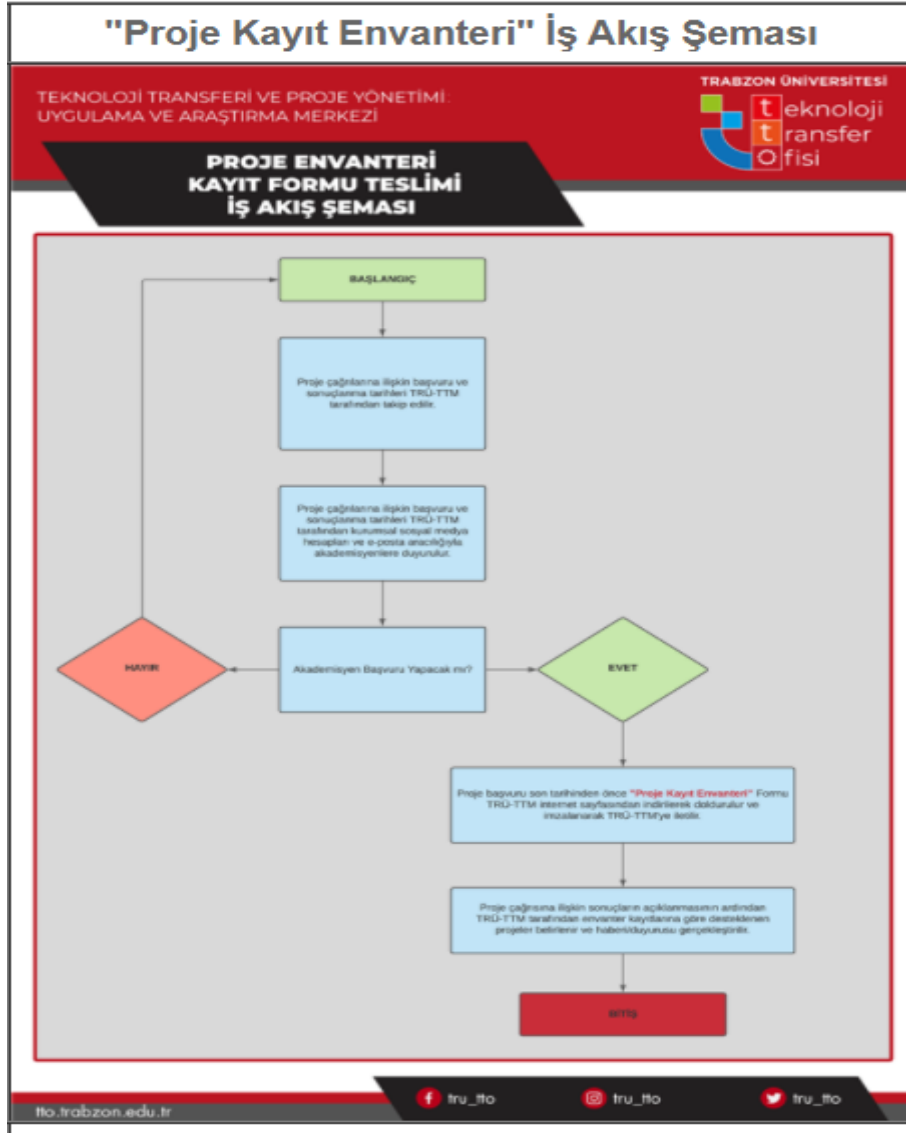 "Proje Kayıt Envanteri" İş Akış Şeması
TEKNOLOJİ TRANSFERİ VE PROJE YÖNETİMİ:
UYGULAMA VE ARAŞTIRMA MERKEZİ
TRABZON ÜNİVERSİTESİ
teknoloji
transfer
ofisi
PROJE ENVANTERİ
KAYIT FORMU TESLİMİ
İŞ AKIŞ ŞEMASI
BAŞLANGIÇ
Proje çağrılarına ilişkin başvuru ve
sonuçlanma tarihleri TRÜ-TTM
tarafından takip edilir.
Proje çağrılarına ilişkin başvuru ve
sonuçlanma tarihleri TRÜ-TTM
tarafından kurumsal sosyal medya
hesapları ve e-posta aracılığıyla
akademisyenlere duyurulur.
HAYIR
Akademisyen Başvuru Yapacak mı?
EVET
Proje başvuru son tarihinden önce "Proje Kayıt Envanteri" Formu
TRÜ-TTM internet sayfasından indirilerek doldurulur ve
imzalanarak TRÜ-TTM'ye iletilir.
Proje çağrısına ilişkin sonuçların açıklanmasının ardından
TRÜ-TTM tarafından envanter kayıtlarına göre desteklenen
projeler belirlenir ve haberi/duyurusu gerçekleştirilir.
BİTİŞ
tto.trabzon.edu.tr
tru_tto
tru_tto
tru_tto